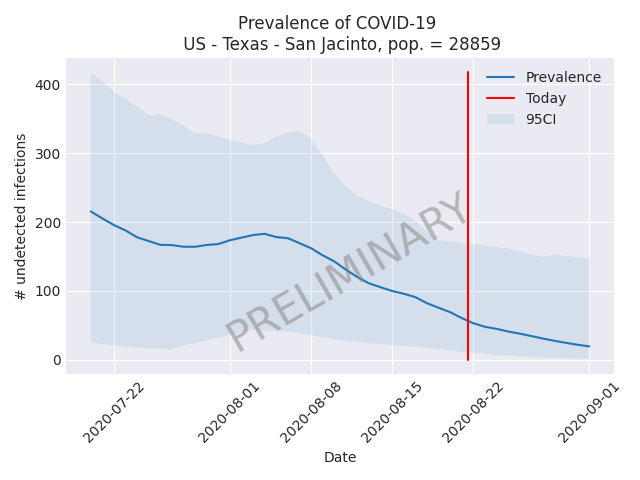 Prevalence of COVID-19
US - Texas - San Jacinto, pop. = 28859
# undetected infections
400
300
200
100
0
Prevalence
Today
95CI
PRELIMINARY
2020-07-22
2020-08-01
2020-08-08
2020-08-15
2020-08-22
2020-09-01
Date